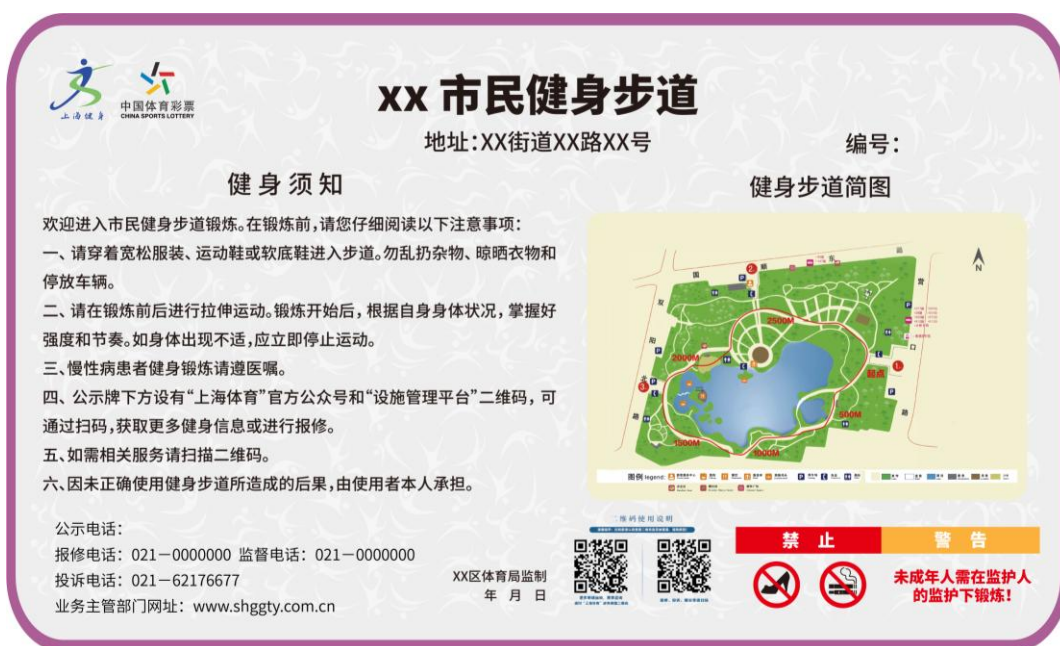 上海健身
中国体育彩票
CHINA SPORTS LOTTERY
xx 市民健身步道
地址:XX街道XX路XX号
编号:
健身须知
欢迎进入市民健身步道锻炼。在锻炼前,请您仔细阅读以下注意事项:
一、请穿着宽松服装、运动鞋或软底鞋进入步道。勿乱扔杂物、晾晒衣物和
停放车辆。
二、请在锻炼前后进行拉伸运动。锻炼开始后,根据自身身体状况,掌握好
强度和节奏。如身体出现不适,应立即停止运动。
三、慢性病患者健身锻炼请遵医嘱。
四、公示牌下方设有“上海体育”官方公众号和“设施管理平台”二维码,可
通过扫码,获取更多健身信息或进行报修。
五、如需相关服务请扫描二维码。
六、因未正确使用健身步道所造成的后果,由使用者本人承担。
公示电话:
报修电话:021-0000000 监督电话:021-0000000
投诉电话:021-62176677
业务主管部门网址:www.shggty.com.cn
XX区体育局监制
年 月 日
健身步道简图
N
2.
2500M
2000M
1.
起点
3.
500M
1500M
1000M
图例 legend:
二维码使用说明
禁止
警告
未成年人需在监护人
的监护下锻炼!